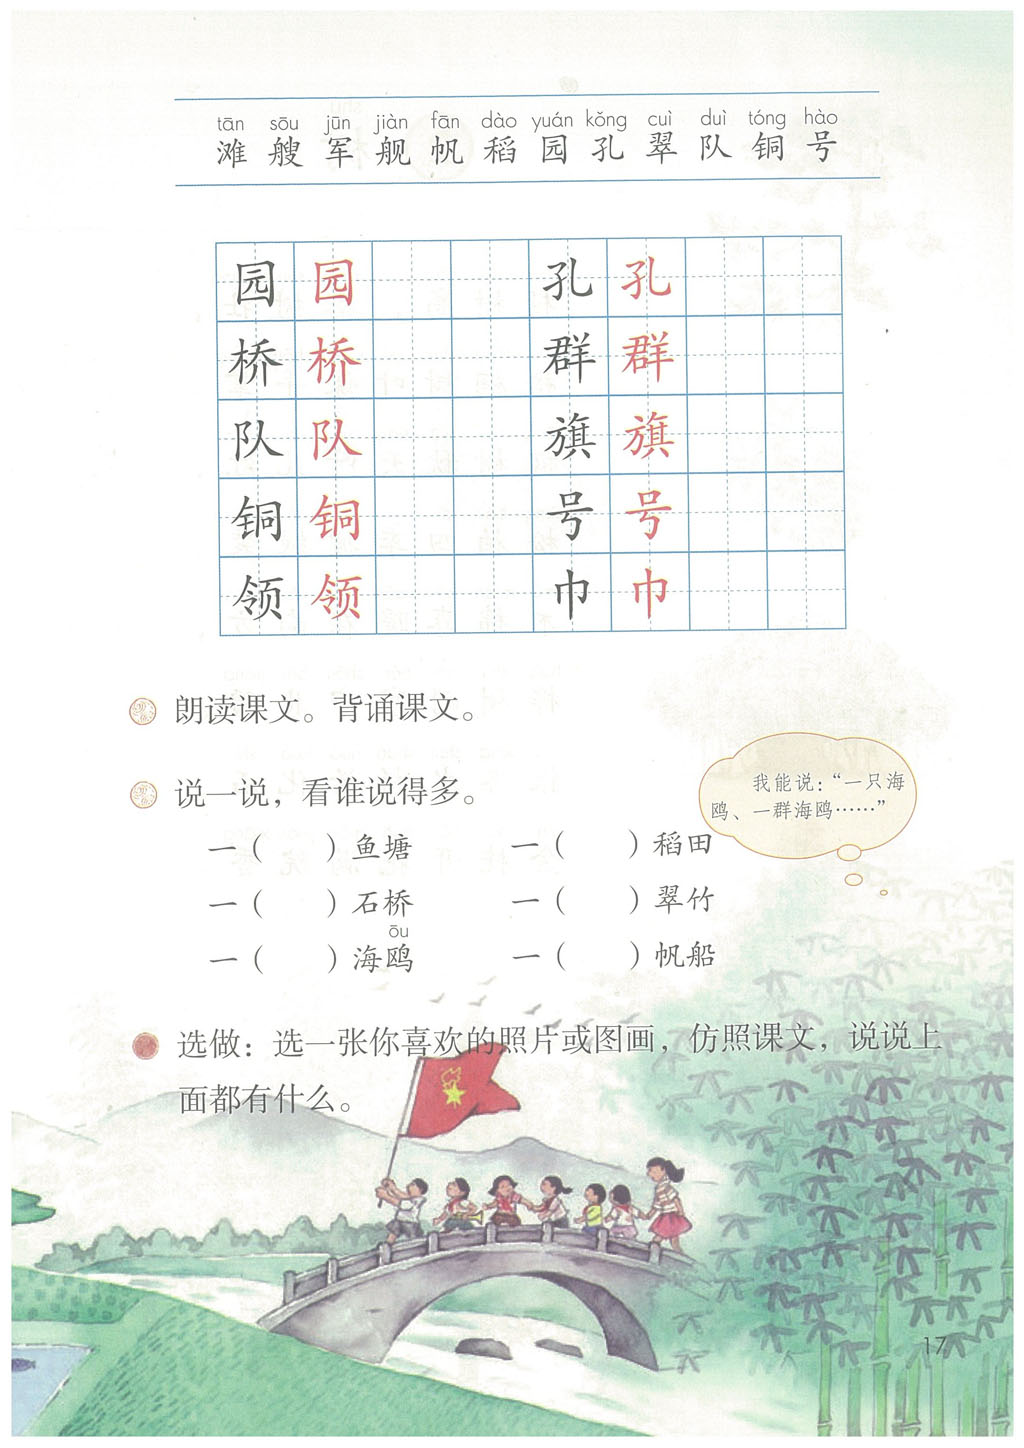 tān sōu jūn jiàn fān dào yuán kǒng cuì duì tóng hào
滩 艘 军 舰 帆 稻 园 孔 翠 队 铜 号
园 园 孔 孔
桥 桥 群 群
队 队 旗 旗
铜 铜 号 号
领 领 巾 巾
朗读课文。背诵课文。
说一说，看谁说得多。
我能说：“一只海
鸥、一群海鸥……”
一（ ）鱼塘 一（ ）稻田
一（ ）石桥 一（ ）翠竹
ōu
一（ ）海鸥 一（ ）帆船
选做：选一张你喜欢的照片或图画，仿照课文，说说上
面都有什么。
17